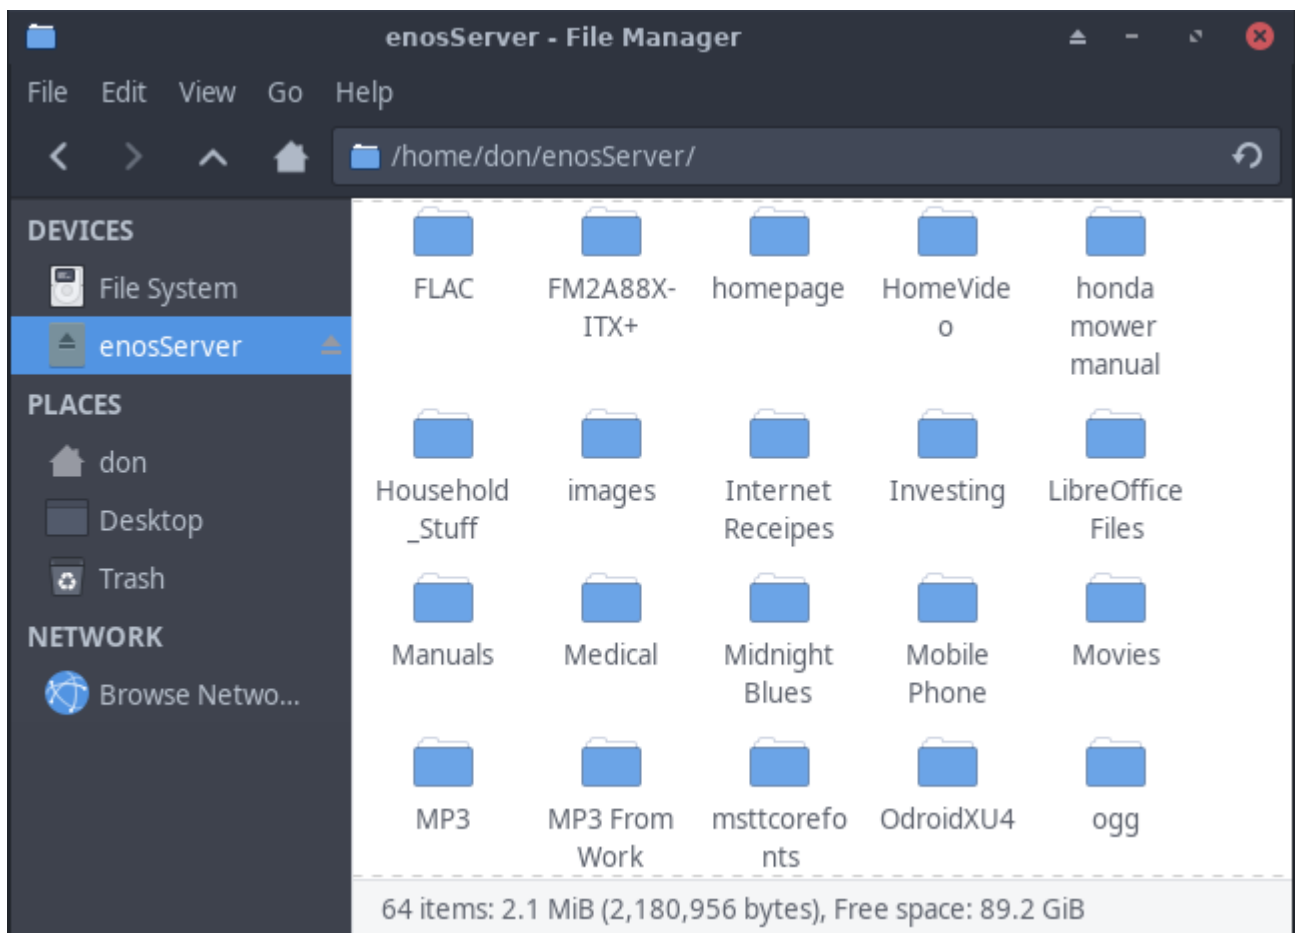 enosServer - File Manager
File Edit View Go Help
/home/don/enosServer/
DEVICES
File System
enosServer
PLACES
don
Desktop
Trash
NETWORK
Browse Netwo...
FLAC
FM2A88X-
ITX+
homepage
HomeVide
o
honda
mower
manual
Household
_Stuff
images
Internet
Receipes
Investing
LibreOffice
Files
Manuals
Medical
Midnight
Blues
Mobile
Phone
Movies
MP3
MP3 From
Work
msttcorefo
nts
OdroidXU4
ogg
64 items: 2.1 MiB (2,180,956 bytes), Free space: 89.2 GiB